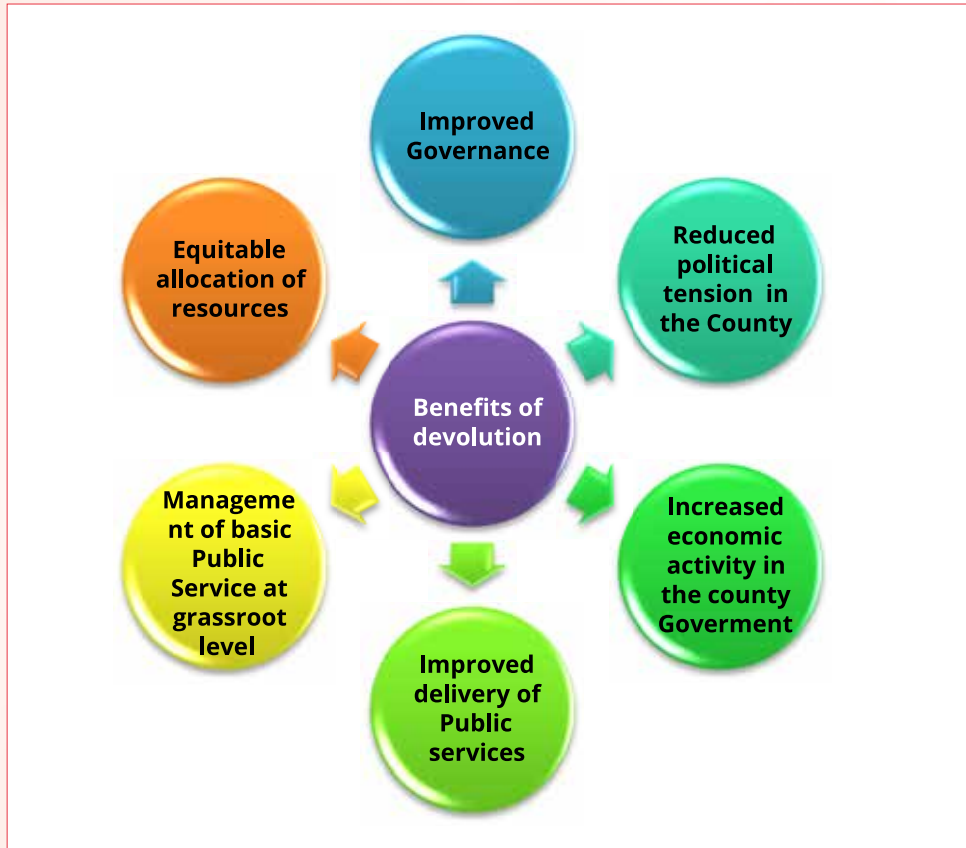 Improved
Governance
Reduced
political
tension in
the County
Increased
economic
activity in
the county
Goverment
Improved
delivery of
Public
services
Manageme
nt of basic
Public
Service at
grassroot
level
Equitable
allocation of
resources
Benefits of
devolution